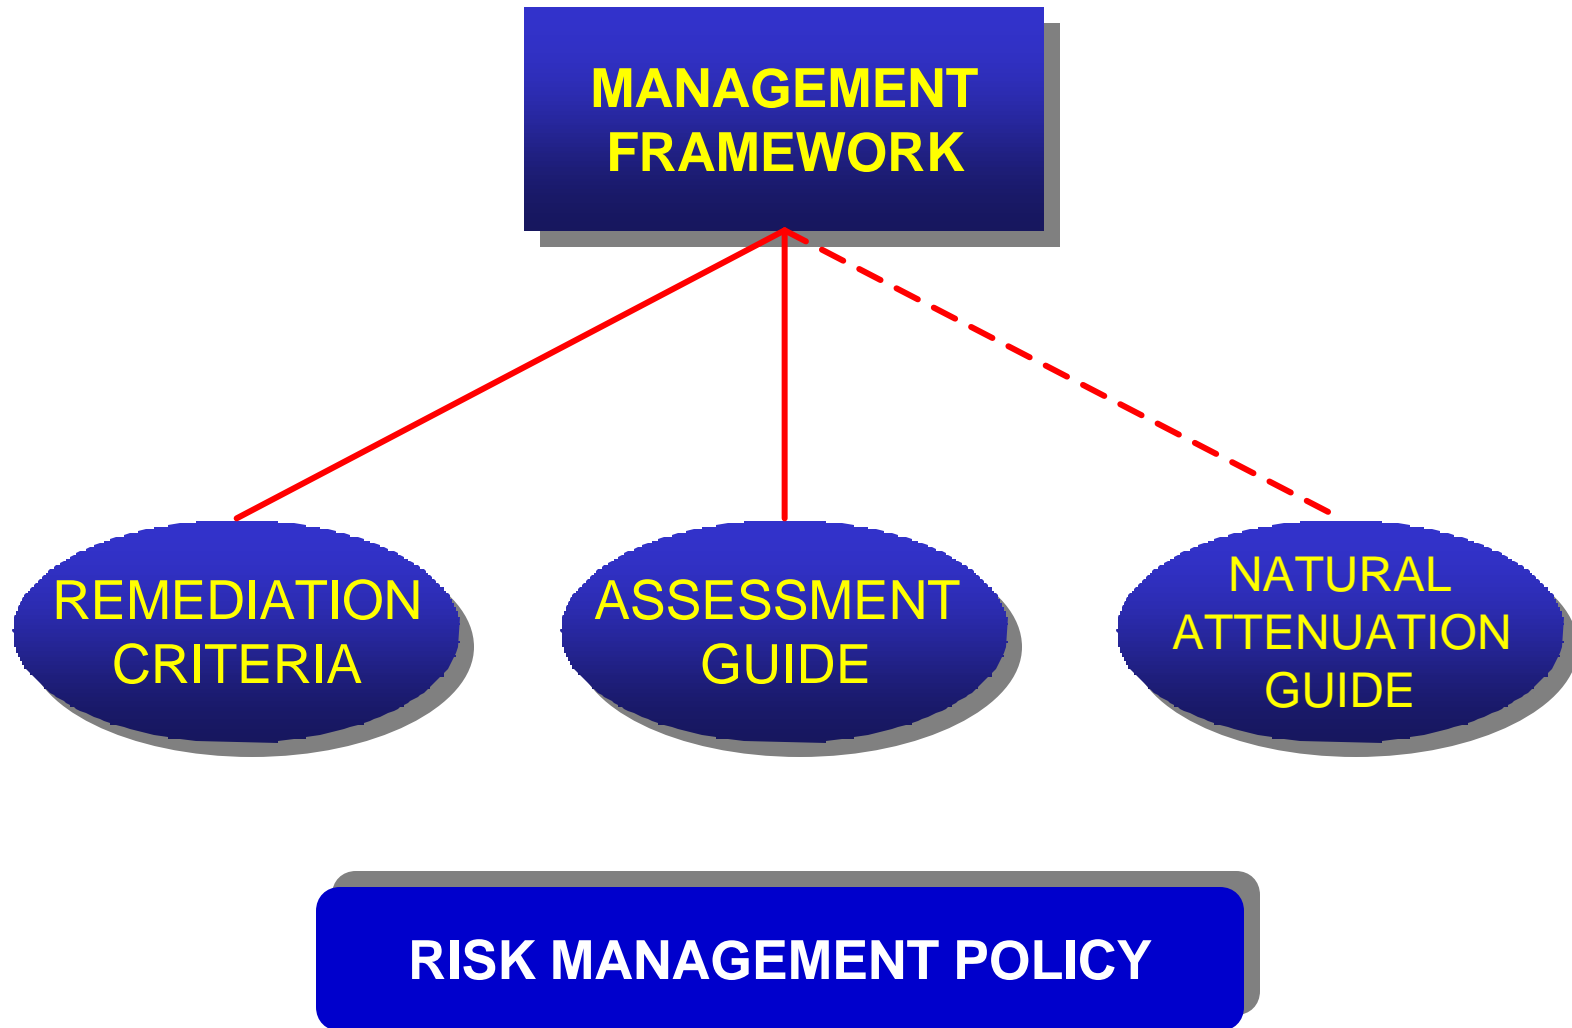 MANAGEMENT
FRAMEWORK
REMEDIATION
CRITERIA
ASSESSMENT
GUIDE
NATURAL
ATTENUATION
GUIDE
RISK MANAGEMENT POLICY